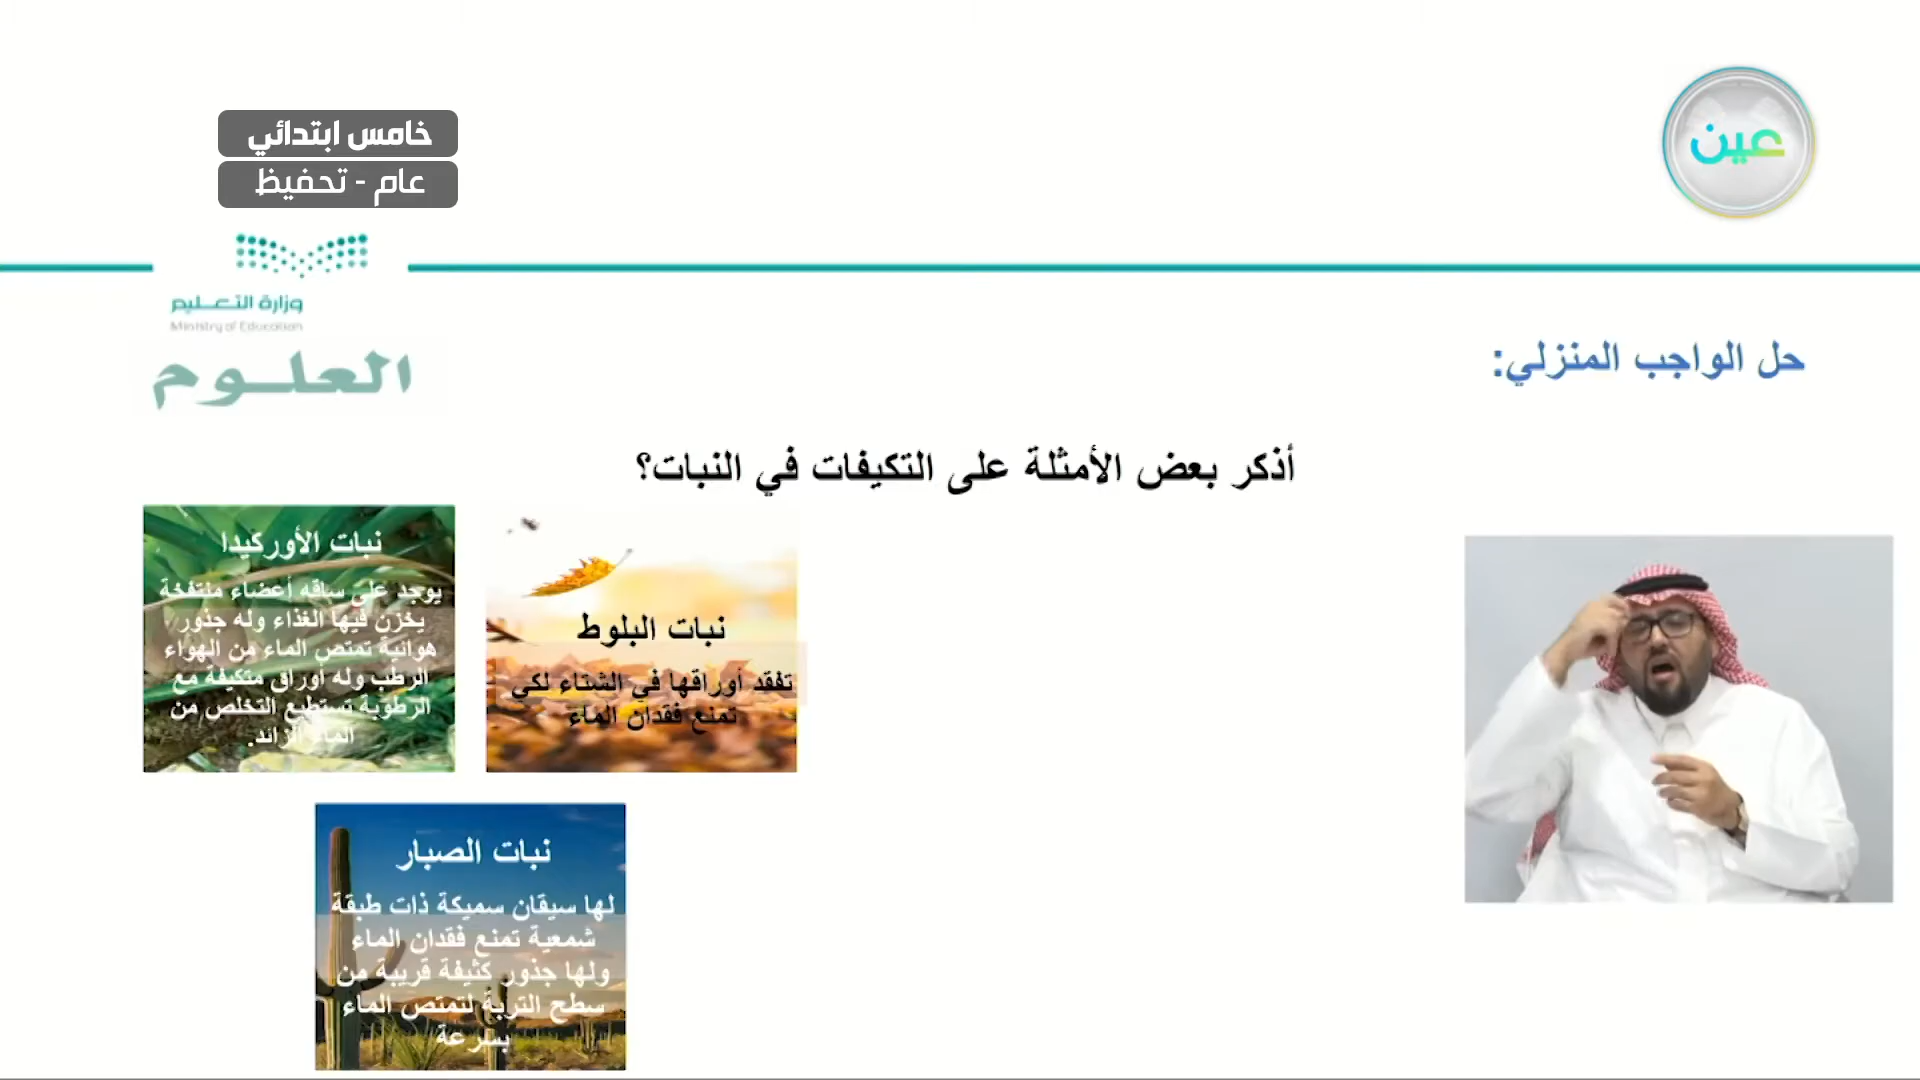 خامس ابتدائي
عام - تحفيظ
عين
وزارة التعليم
Ministry of Education
العلوم
حل الواجب المنزلي:
أذكر بعض الأمثلة على التكيفات في النبات؟
نبات البلوط
تفقد أوراقها في الشتاء لكي
تمنع فقدان الماء
نبات الأوركيدا
يوجد على ساقه أعضاء منتفخة
يخزن فيها الغذاء وله جذور
هوائية تمتص الماء من الهواء
الرطب وله أوراق متكيفة مع
الرطوبة تستطيع التخلص من
الماء الزائد.
نبات الصبار
لها سيقان سميكة ذات طبقة
شمعية تمنع فقدان الماء
ولها جذور كثيفة قريبة من
سطح التربة لتمتص الماء
بسرعة